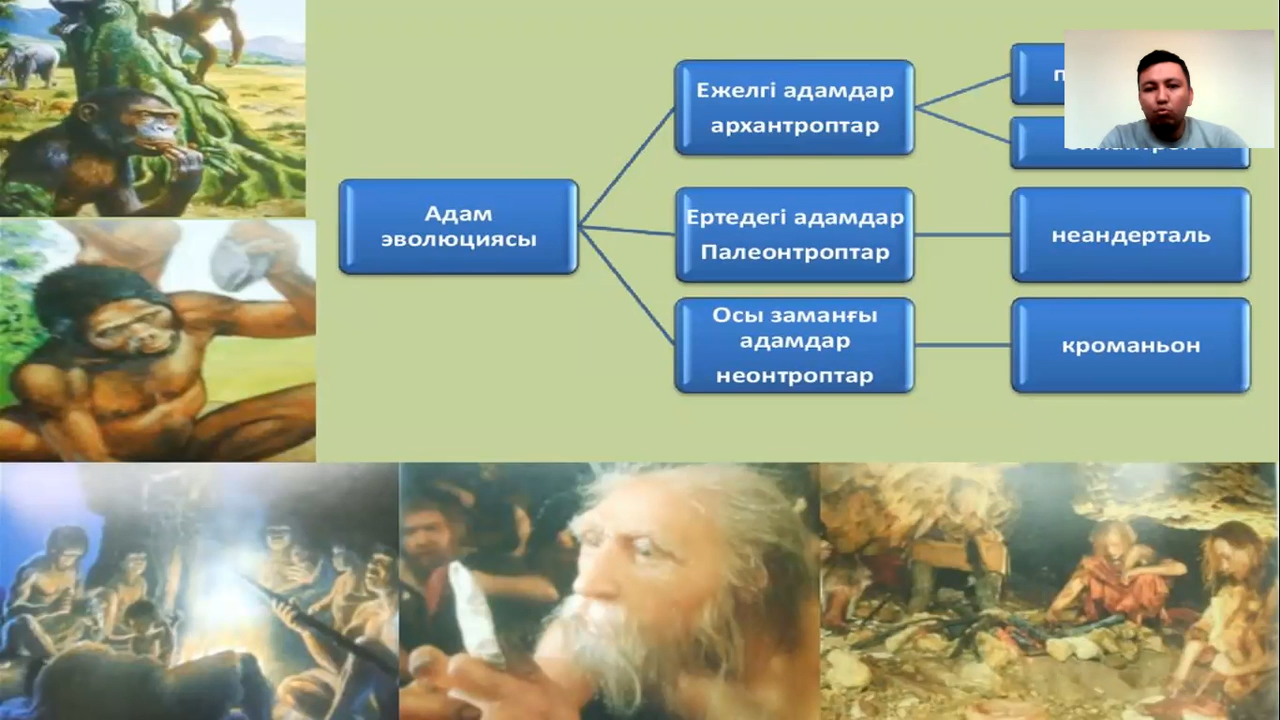 Адам
эволюциясы
Ежелгі адамдар
архантроптар
Ертедегі адамдар
Палеонтроптар
неандерталь
Осы заманғы
адамдар
неонтроптар
кроманьон